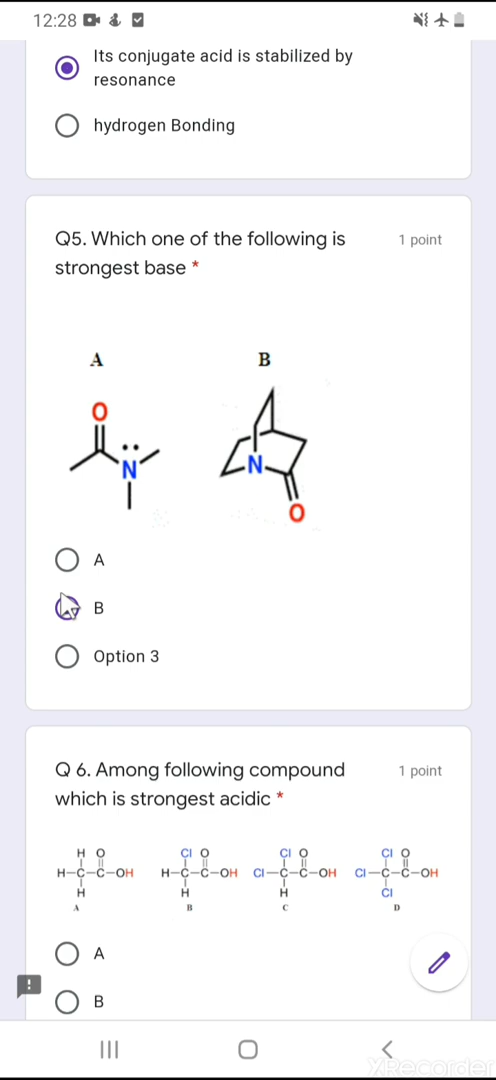 12:28
Its conjugate acid is stabilized by
resonance
hydrogen Bonding
Q5. Which one of the following is
strongest base *
1 point
A
B
O
N
N
O
A
B
Option 3
Q 6. Among following compound
which is strongest acidic *
1 point
H O
H-C-C-OH
H
A
Cl O
H-C-C-OH
H
B
Cl O
Cl-C-C-OH
H
C
Cl O
Cl-C-C-OH
Cl
D
A
B
XRecorder